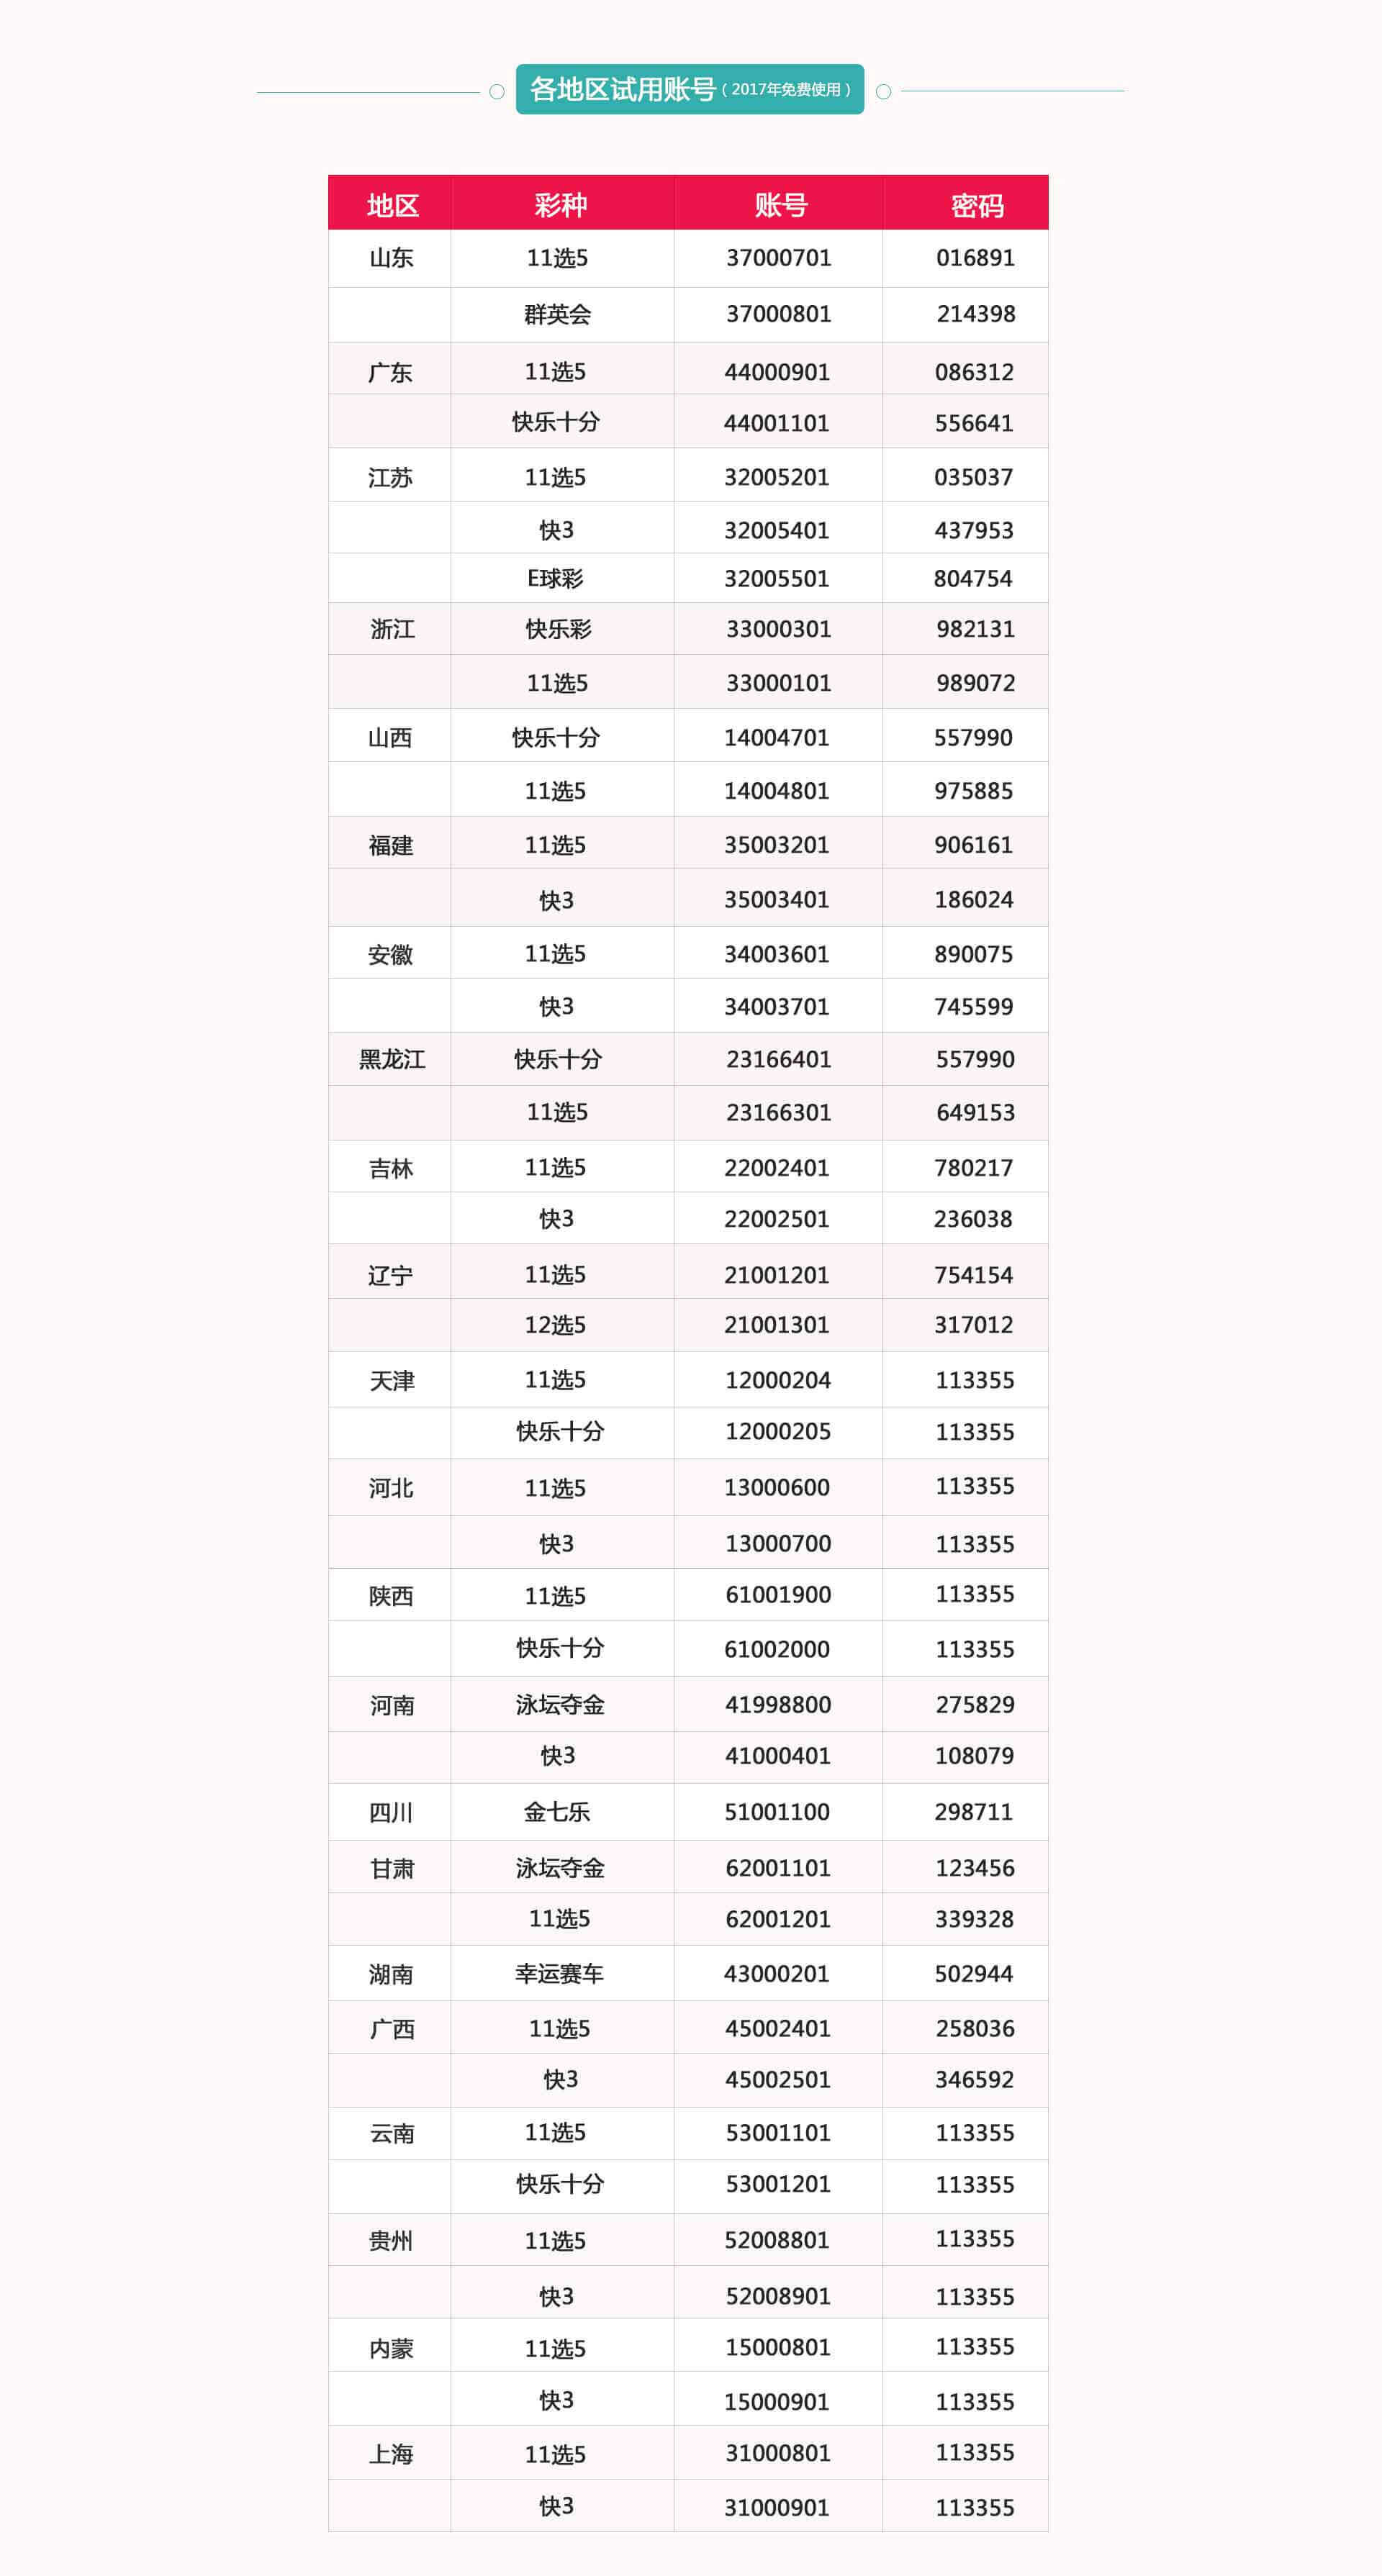 各地区试用账号（2017年免费使用）
地区 彩种 账号 密码
山东 11选5 37000701 016891
群英会 37000801 214398
广东 11选5 44000901 086312
快乐十分 44001101 556641
江苏 11选5 32005201 035037
快3 32005401 437953
E球彩 32005501 804754
浙江 快乐彩 33000301 982131
11选5 33000101 989072
山西 快乐十分 14004701 557990
11选5 14004801 975885
福建 11选5 35003201 906161
快3 35003401 186024
安徽 11选5 34003601 890075
快3 34003701 745599
黑龙江 快乐十分 23166401 557990
11选5 23166301 649153
吉林 11选5 22002401 780217
快3 22002501 236038
辽宁 11选5 21001201 754154
12选5 21001301 317012
天津 11选5 12000204 113355
快乐十分 12000205 113355
河北 11选5 13000600 113355
快3 13000700 113355
陕西 11选5 61001900 113355
快乐十分 61002000 113355
河南 泳坛夺金 41998800 275829
快3 41000401 108079
四川 金七乐 51001100 298711
甘肃 泳坛夺金 62001101 123456
11选5 62001201 339328
湖南 幸运赛车 43000201 502944
广西 11选5 45002401 258036
快3 45002501 346592
云南 11选5 53001101 113355
快乐十分 53001201 113355
贵州 11选5 52008801 113355
快3 52008901 113355
内蒙 11选5 15000801 113355
快3 15000901 113355
上海 11选5 31000801 113355
快3 31000901 113355